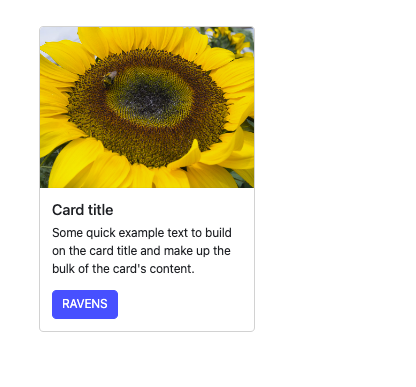 Card title
Some quick example text to build
on the card title and make up the
bulk of the card's content.
RAVENS